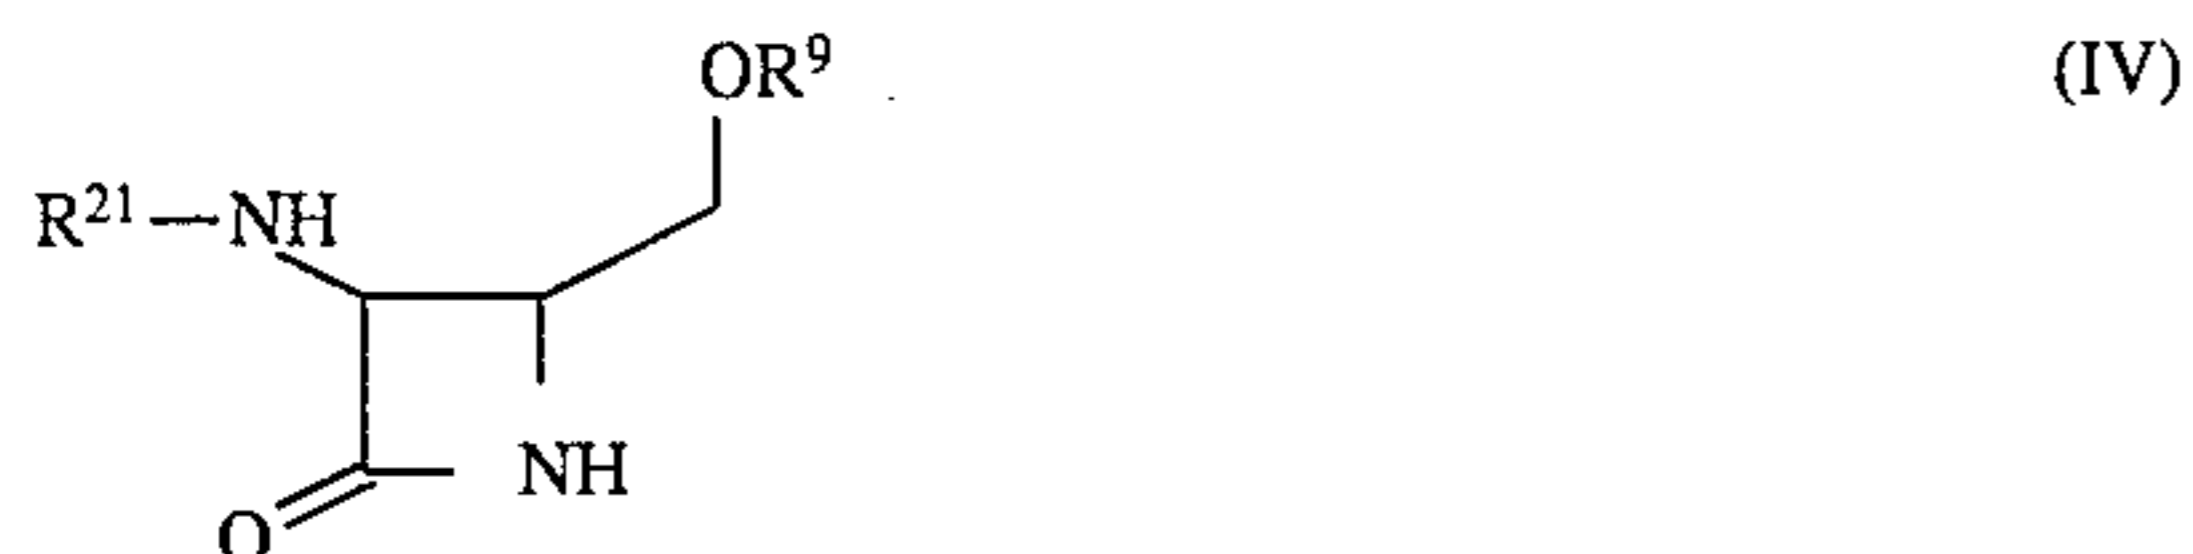 OR⁹ (IV)
R²¹—NH
NH
O